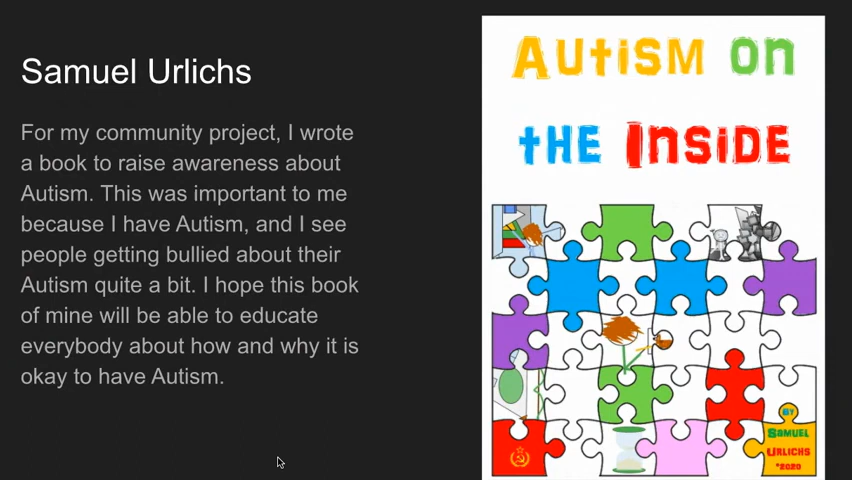 Samuel Urlichs
For my community project, I wrote
a book to raise awareness about
Autism. This was important to me
because I have Autism, and I see
people getting bullied about their
Autism quite a bit. I hope this book
of mine will be able to educate
everybody about how and why it is
okay to have Autism.
Autism on
the Inside
BY
SAMUEL
URLICHS
*2020